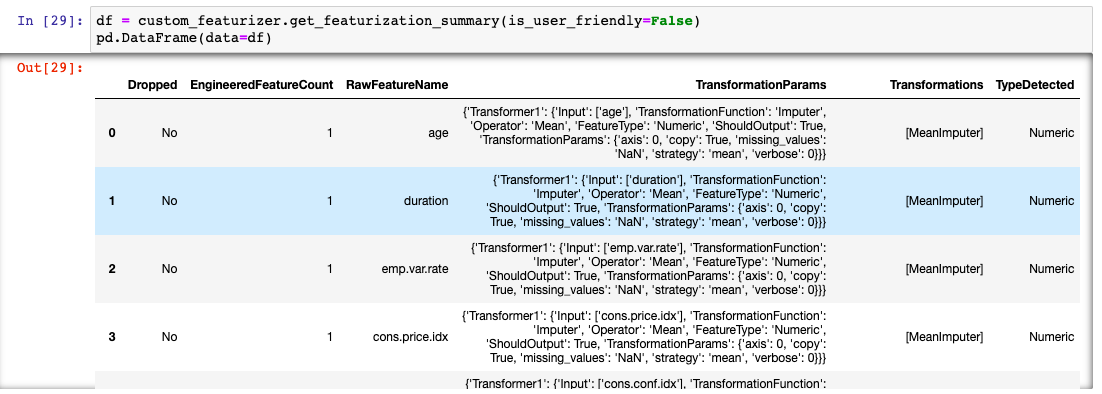 In [29]: df = custom_featurizer.get_featurization_summary(is_user_friendly=False)
pd.DataFrame(data=df)
Out[29]:
Dropped EngineeredFeatureCount RawFeatureName TransformationParams Transformations TypeDetected
{'Transformer1': {'Input': ['age'], 'TransformationFunction': 'Imputer',
0 No 1 age 'Operator': 'Mean', 'FeatureType': 'Numeric', 'ShouldOutput': True, [MeanImputer] Numeric
'TransformationParams': {'axis': 0, 'copy': True, 'missing_values':
'NaN', 'strategy': 'mean', 'verbose': 0}}}
{'Transformer1': {'Input': ['duration'], 'TransformationFunction':
1 No 1 duration 'Imputer', 'Operator': 'Mean', 'FeatureType': 'Numeric', [MeanImputer] Numeric
'ShouldOutput': True, 'TransformationParams': {'axis': 0, 'copy':
True, 'missing_values': 'NaN', 'strategy': 'mean', 'verbose': 0}}}
{'Transformer1': {'Input': ['emp.var.rate'], 'TransformationFunction':
2 No 1 emp.var.rate 'Imputer', 'Operator': 'Mean', 'FeatureType': 'Numeric', [MeanImputer] Numeric
'ShouldOutput': True, 'TransformationParams': {'axis': 0, 'copy':
True, 'missing_values': 'NaN', 'strategy': 'mean', 'verbose': 0}}}
{'Transformer1': {'Input': ['cons.price.idx'], 'TransformationFunction':
3 No 1 cons.price.idx 'Imputer', 'Operator': 'Mean', 'FeatureType': 'Numeric', [MeanImputer] Numeric
'ShouldOutput': True, 'TransformationParams': {'axis': 0, 'copy':
True, 'missing_values': 'NaN', 'strategy': 'mean', 'verbose': 0}}}
{'Transformer1': {'Input': ['cons.conf.idx'], 'TransformationFunction':